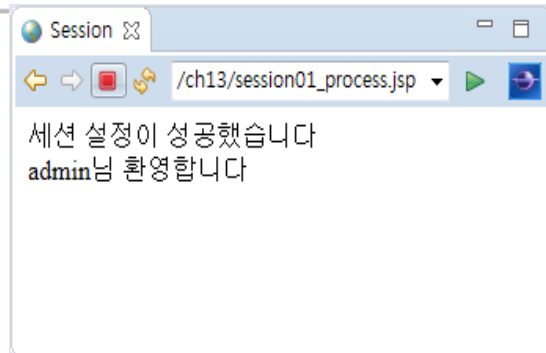 Session
/ch13/session01_process.jsp
세션 설정이 성공했습니다
admin님 환영합니다